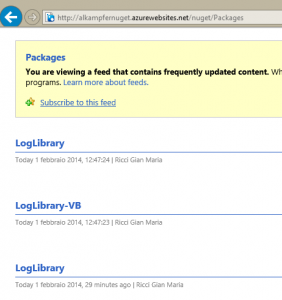 http://alkampfernuget.azurewebsites.net/nuget/Packages
Packages
You are viewing a feed that contains frequently updated content. Wh
programs. Learn more about feeds.
Subscribe to this feed
LogLibrary
Today 1 febbraio 2014, 12:47:24 | Ricci Gian Maria
LogLibrary-VB
Today 1 febbraio 2014, 12:47:23 | Ricci Gian Maria
LogLibrary
Today 1 febbraio 2014, 29 minutes ago | Ricci Gian Maria